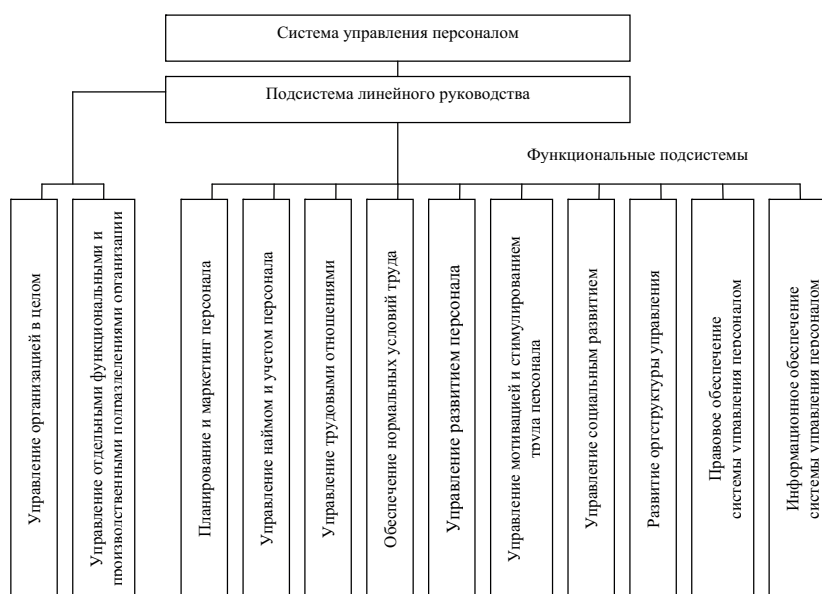 Система управления персоналом
Подсистема линейного руководства
Функциональные подсистемы
Управление организацией в целом
Управление отдельными функциональными и
производственными подразделениями организации
Планирование и маркетинг персонала
Управление наймом и учетом персонала
Управление трудовыми отношениями
Обеспечение нормальных условий труда
Управление развитием персонала
Управление мотивацией и стимулированием
труда персонала
Управление социальным развитием
Развитие оргструктуры управления
Правовое обеспечение
системы управления персоналом
Информационное обеспечение
системы управления персоналом